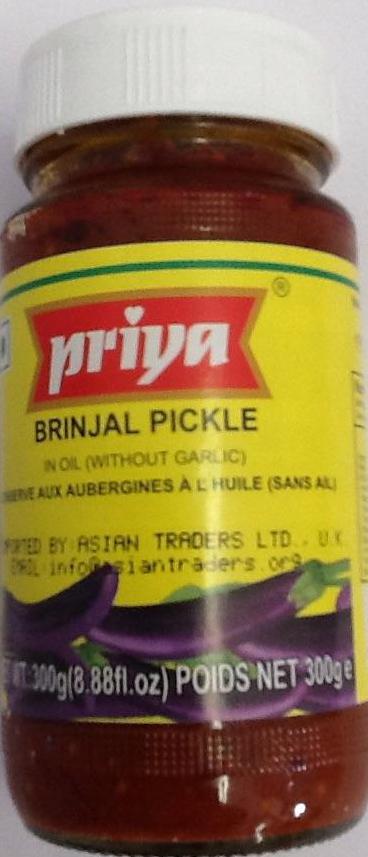 priya ®
BRINJAL PICKLE
IN OIL (WITHOUT GARLIC)
AUX AUBERGINES À L'HUILE (SANS AIL)
BY: ASIAN TRADERS LTD., U.K.
EMAIL:info@asiantraders.org
WT.:300g(8.88fl.oz) POIDS NET 300g e